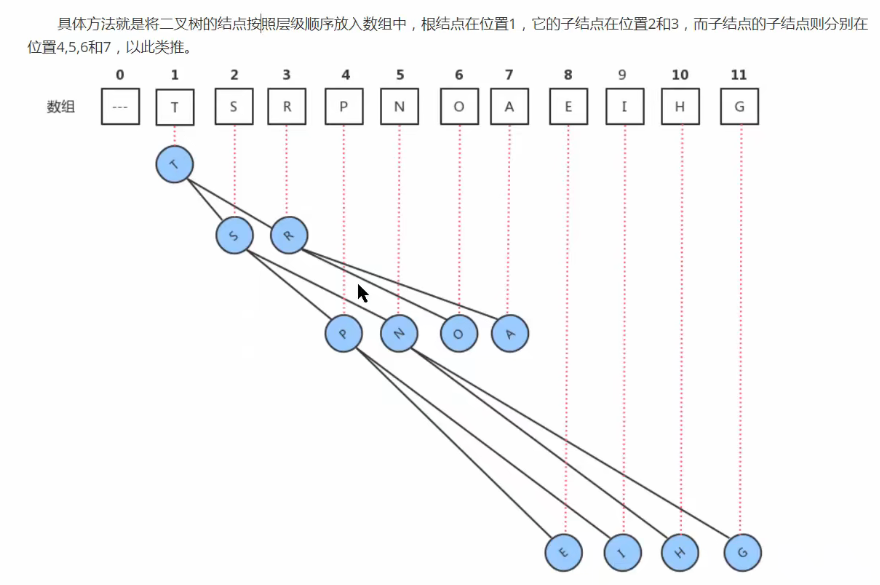 具体方法就是将二叉树的结点按照层级顺序放入数组中，根结点在位置1，它的子结点在位置2和3，而子结点的子结点则分别在
位置4,5,6和7，以此类推。
0 1 2 3 4 5 6 7 8 9 10 11
数组 --- T S R P N O A E I H G
T
S R
P N O A
E I H G